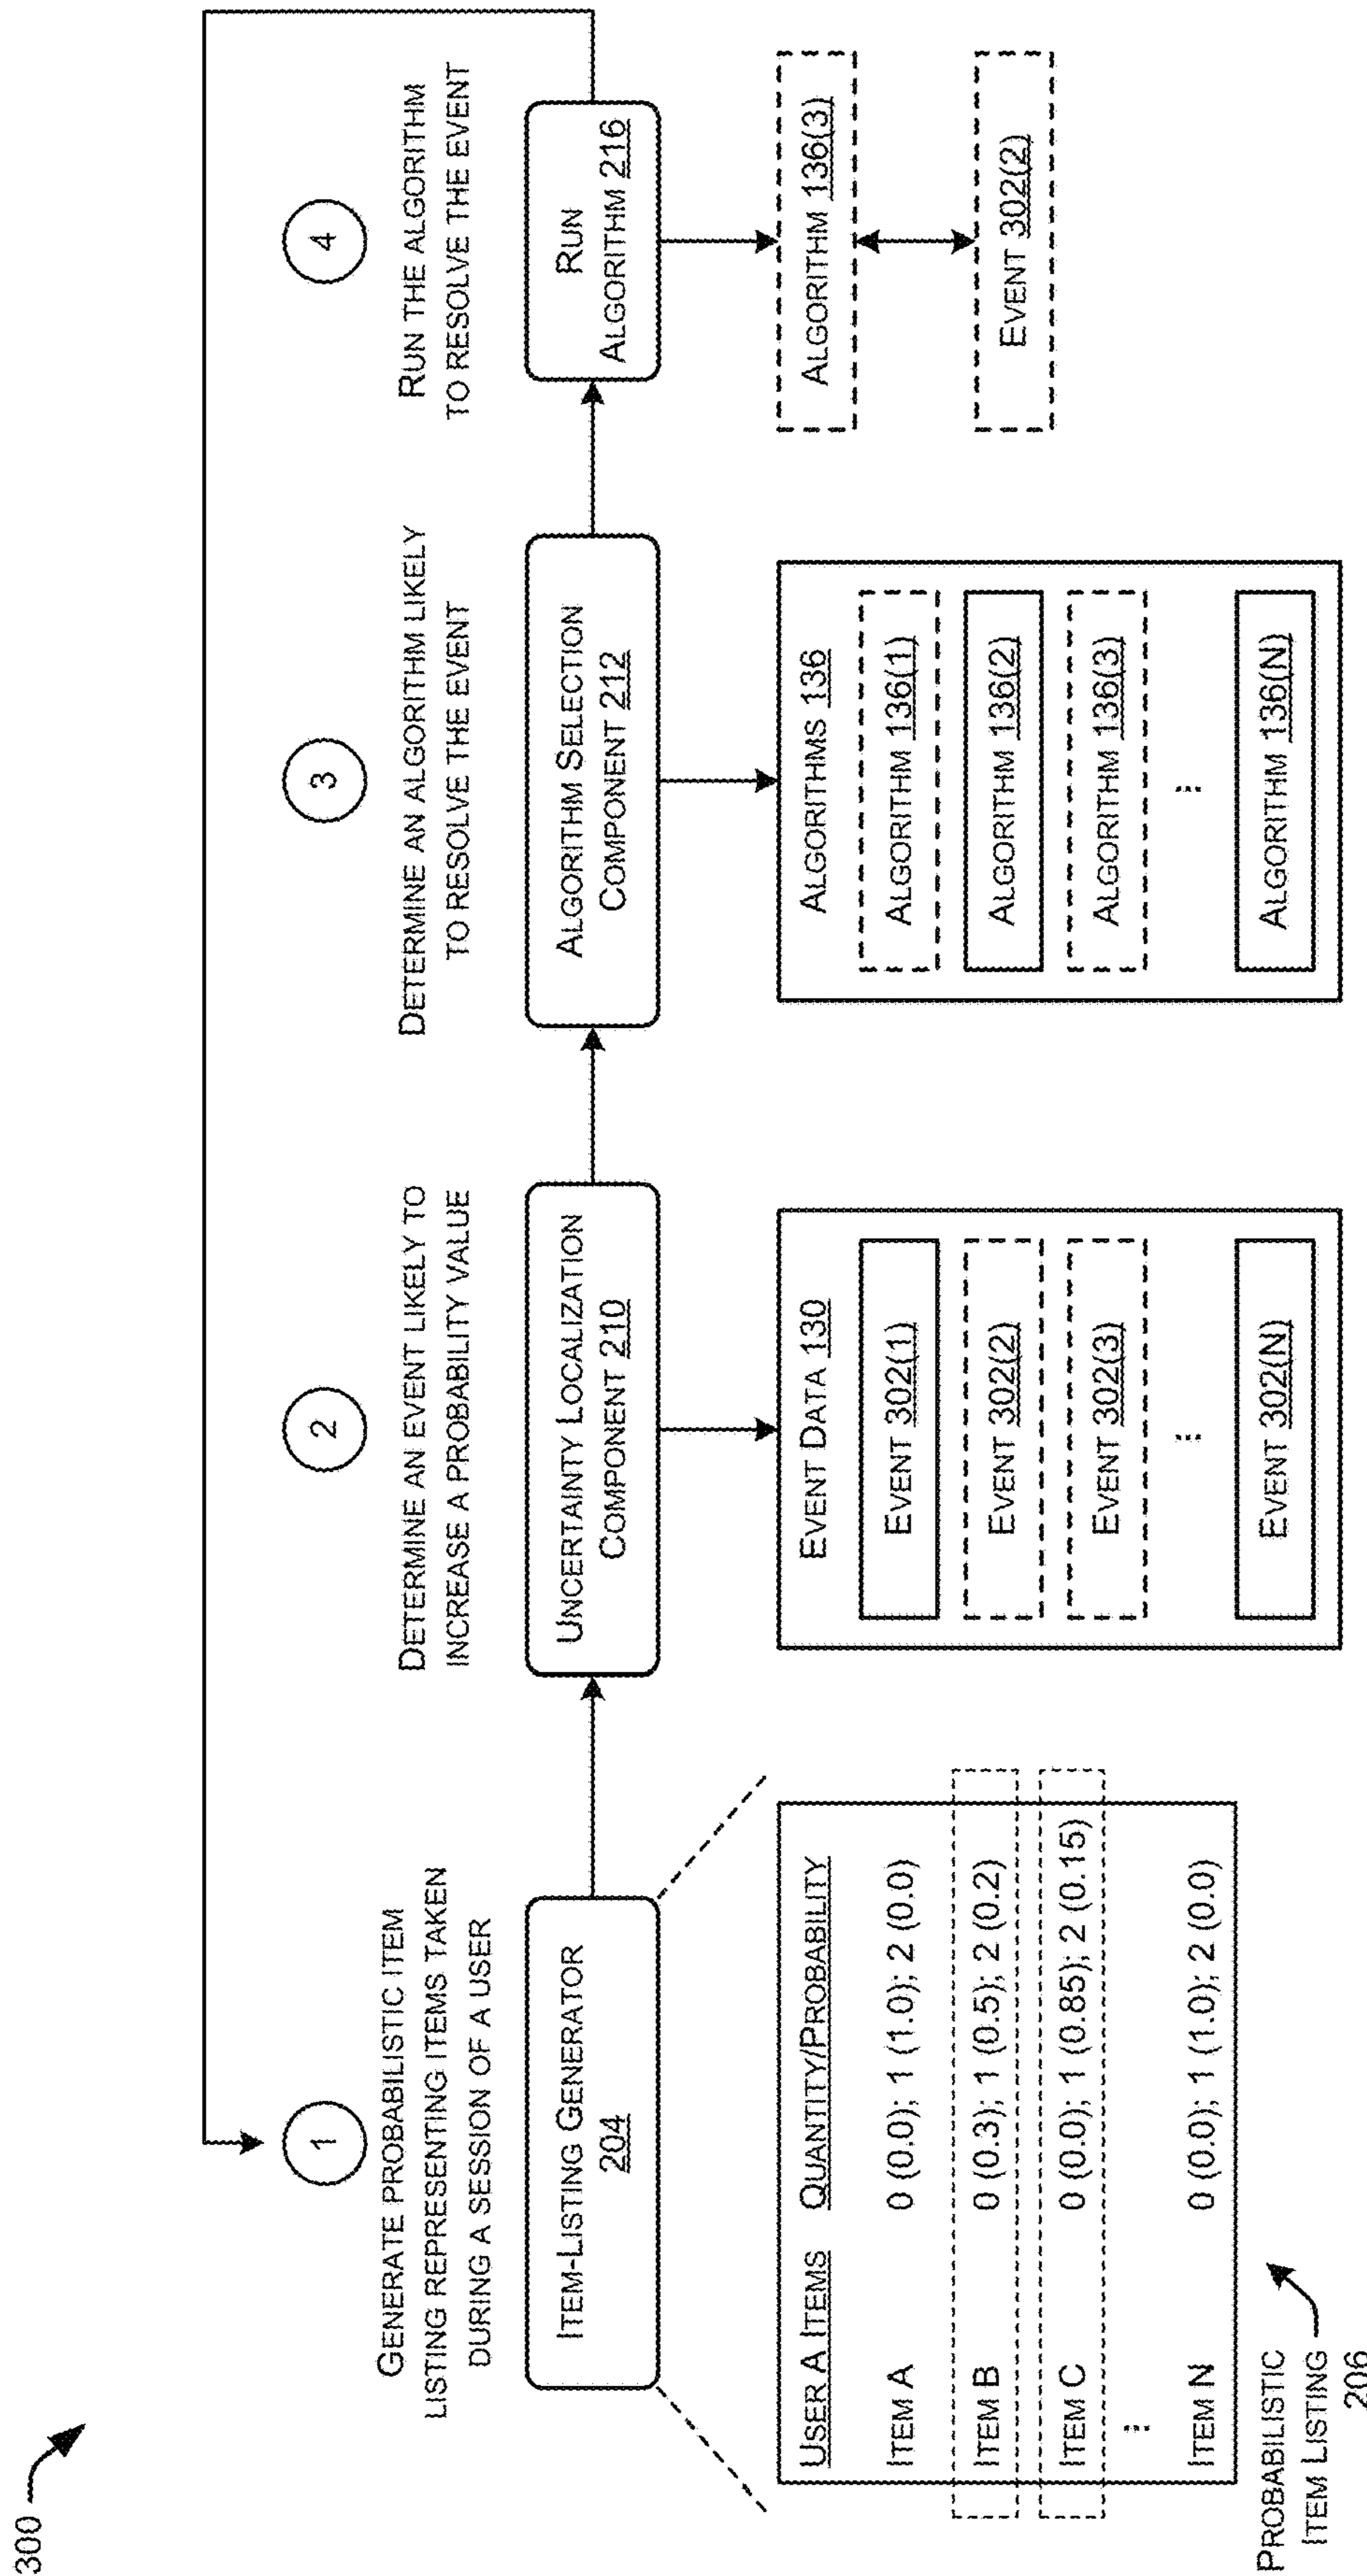 300
1
GENERATE PROBABILISTIC ITEM
LISTING REPRESENTING ITEMS TAKEN
DURING A SESSION OF A USER
ITEM-LISTING GENERATOR
204
USER A ITEMS QUANTITY/PROBABILITY
ITEM A 0 (0.0); 1 (1.0); 2 (0.0)
ITEM B 0 (0.3); 1 (0.5); 2 (0.2)
ITEM C 0 (0.0); 1 (0.85); 2 (0.15)
...
ITEM N 0 (0.0); 1 (1.0); 2 (0.0)
PROBABILISTIC
ITEM LISTING
206
2
DETERMINE AN EVENT LIKELY TO
INCREASE A PROBABILITY VALUE
UNCERTAINTY LOCALIZATION
COMPONENT 210
EVENT DATA 130
EVENT 302(1)
EVENT 302(2)
EVENT 302(3)
...
EVENT 302(N)
3
DETERMINE AN ALGORITHM LIKELY
TO RESOLVE THE EVENT
ALGORITHM SELECTION
COMPONENT 212
ALGORITHMS 136
ALGORITHM 136(1)
ALGORITHM 136(2)
ALGORITHM 136(3)
...
ALGORITHM 136(N)
4
RUN THE ALGORITHM
TO RESOLVE THE EVENT
RUN
ALGORITHM 216
ALGORITHM 136(3)
EVENT 302(2)